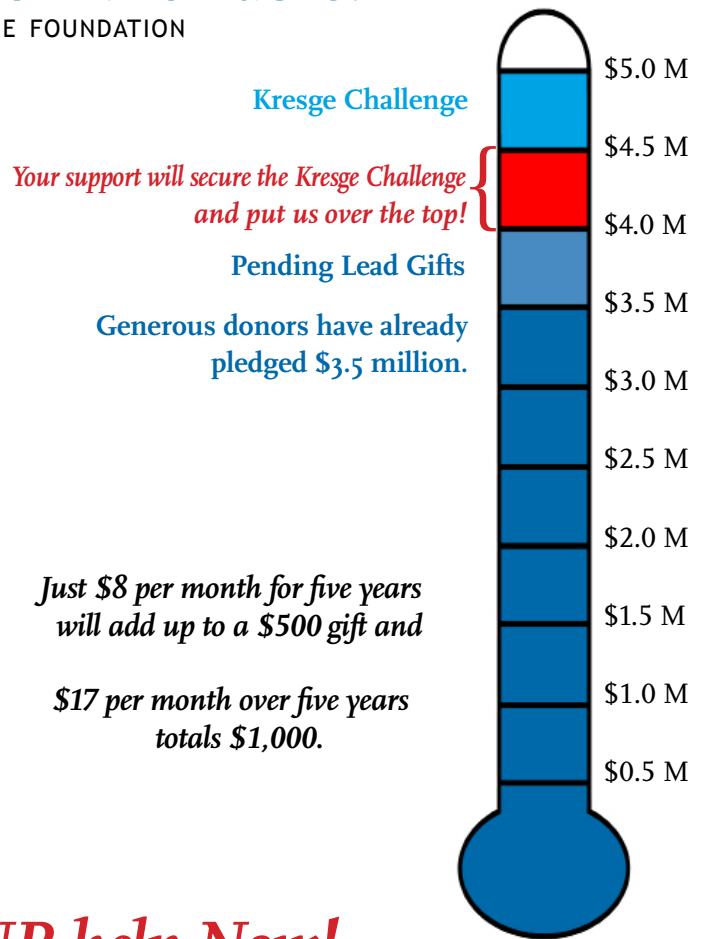 FOUNDATION
$5.0 M
Kresge Challenge
$4.5 M
Your support will secure the Kresge Challenge
and put us over the top!
$4.0 M
Pending Lead Gifts
$3.5 M
Generous donors have already
pledged $3.5 million.
$3.0 M
$2.5 M
$2.0 M
Just $8 per month for five years
will add up to a $500 gift and
$1.5 M
$17 per month over five years
totals $1,000.
$1.0 M
$0.5 M
help Now!